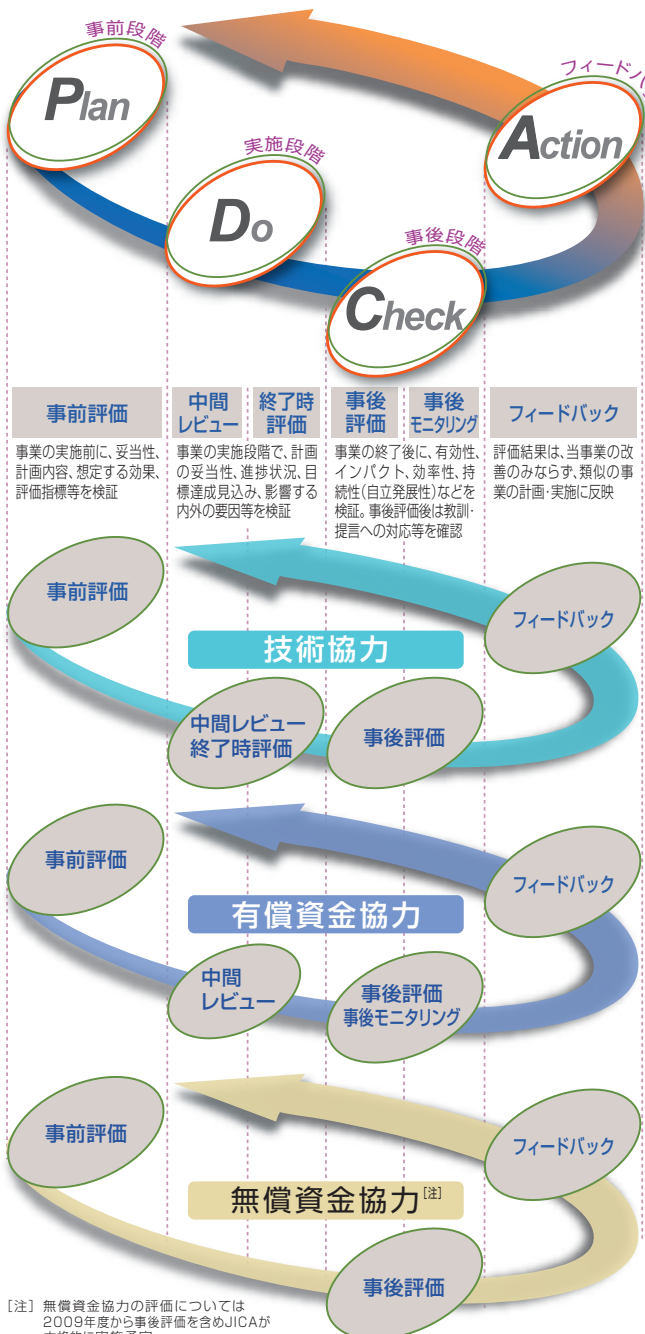 事前段階
Plan
フィードバ
Action
実施段階
Do
事後段階
Check
事前評価
事業の実施前に、妥当性、
計画内容、想定する効果、
評価指標等を検証
中間
レビュー
終了時
評価
事業の実施段階で、計画
の妥当性、進捗状況、目
標達成見込み、影響する
内外の要因等を検証
事後
評価
事後
モニタリング
事業の終了後に、有効性、
インパクト、効率性、持
続性(自立発展性)などを
検証。事後評価後は教訓・
提言への対応等を確認
フィードバック
評価結果は、当事業の改
善のみならず、類似の事
業の計画・実施に反映
事前評価
フィードバック
技術協力
中間レビュー
終了時評価
事後評価
事前評価
フィードバック
有償資金協力
中間
レビュー
事後評価
事後モニタリング
事前評価
フィードバック
無償資金協力[注]
事後評価
[注] 無償資金協力の評価については
2009年度から事後評価を含めJICAが